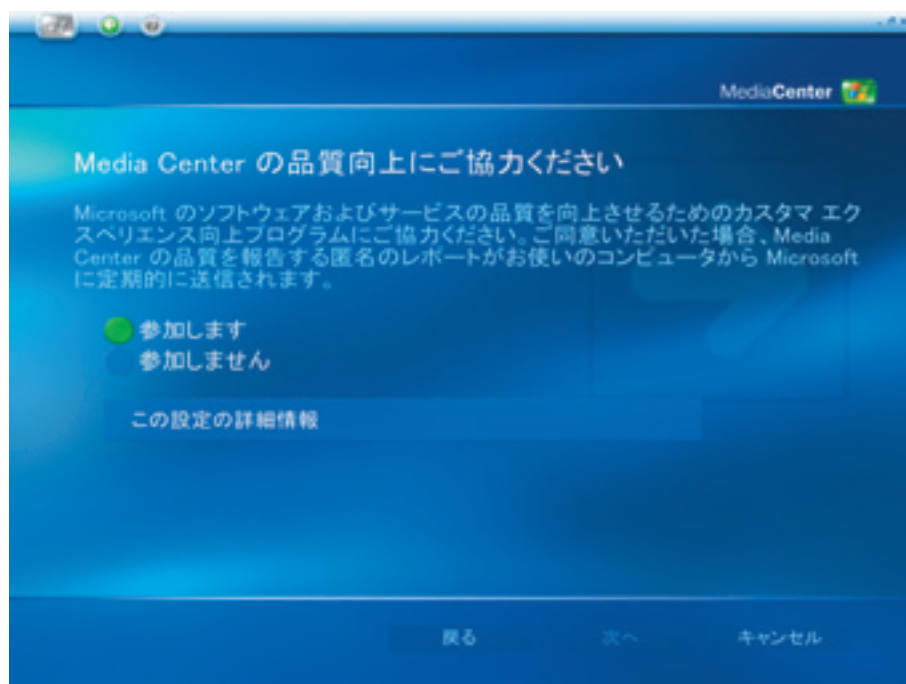 MediaCenter
Media Center の品質向上にご協力ください
Microsoft のソフトウェアおよびサービスの品質を向上させるためのカスタマ エク
スペリエンス向上プログラムにご協力ください。ご同意いただいた場合、Media
Center の品質を報告する匿名のレポートがお使いのコンピュータから Microsoft
に定期的に送信されます。
参加します
参加しません
この設定の詳細情報
戻る
次へ
キャンセル